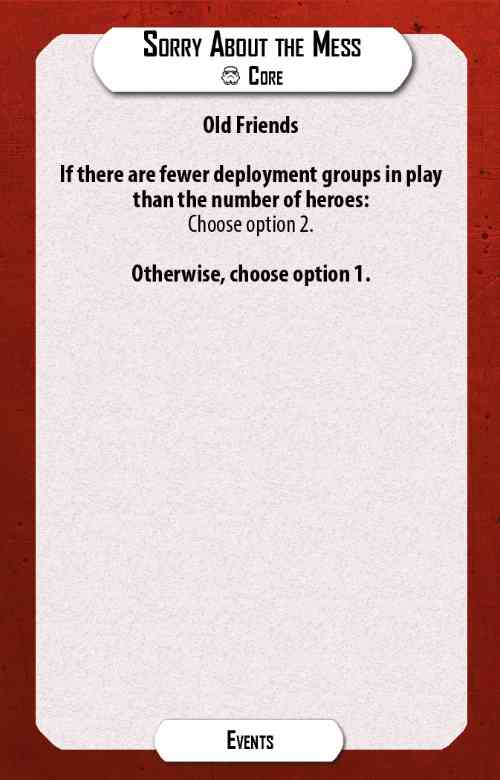 Sorry About the Mess
Core
Old Friends
If there are fewer deployment groups in play
than the number of heroes:
Choose option 2.
Otherwise, choose option 1.
Events